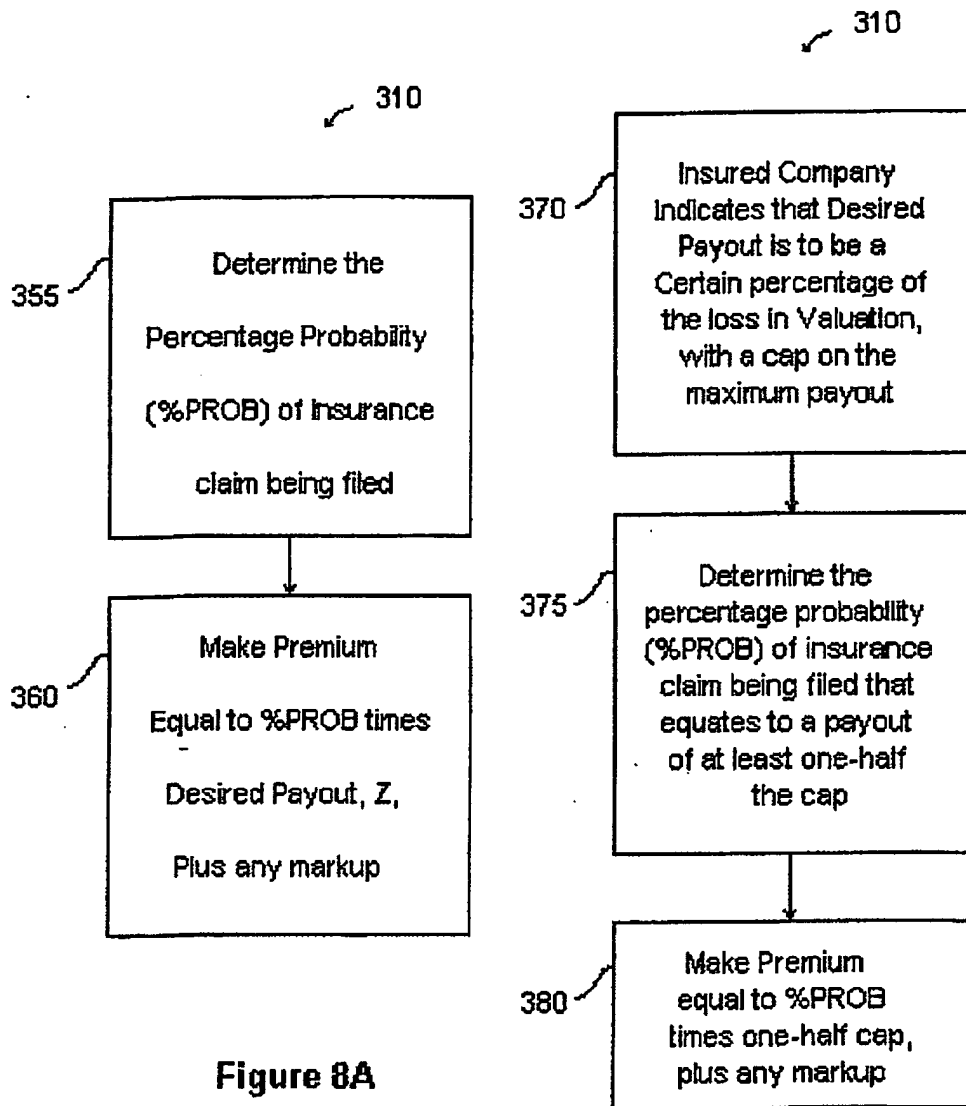 310
355
Determine the
Percentage Probability
(%PROB) of insurance
claim being filed
360
Make Premium
Equal to %PROB times
Desired Payout, Z,
Plus any markup
Figure 8A
310
370
Insured Company
Indicates that Desired
Payout is to be a
Certain percentage of
the loss in Valuation,
with a cap on the
maximum payout
375
Determine the
percentage probability
(%PROB) of insurance
claim being filed that
equates to a payout
of at least one-half
the cap
380
Make Premium
equal to %PROB
times one-half cap,
plus any markup